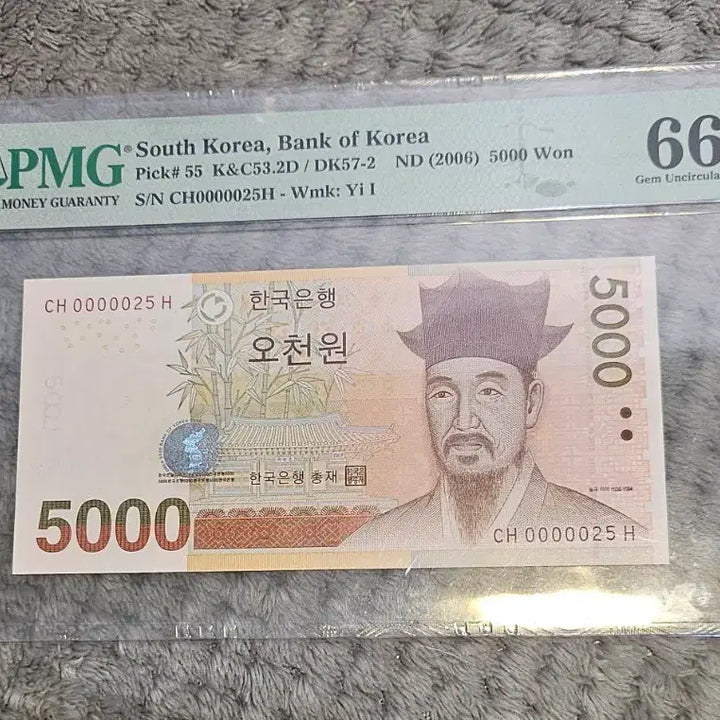 PMG® South Korea, Bank of Korea
Pick# 55 K&C53.2D / DK57-2 ND (2006) 5000 Won
MONEY GUARANTY S/N CH0000025H - Wmk: Yi I
66
Gem Uncircula
CH 0000025 H
한국은행
오천원
5000
한국은행 총재
5000
CH 0000025 H